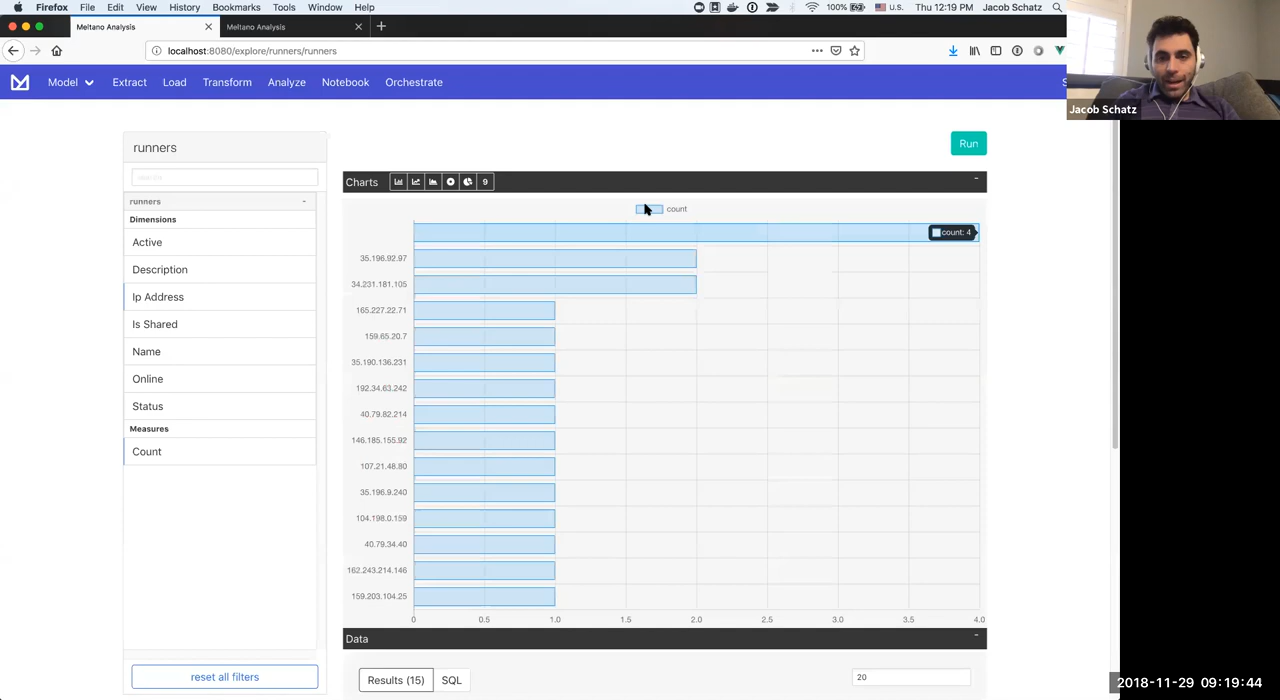 Firefox File Edit View History Bookmarks Tools Window Help 100% U.S. Thu 12:19 PM Jacob Schatz
Meltano Analysis × Meltano Analysis × +
localhost:8080/explore/runners/runners
Model Extract Load Transform Analyze Notebook Orchestrate
Jacob Schatz
runners
Run
Charts 9 -
runners -
count
Dimensions
Active
Description
Ip Address
Is Shared
Name
Online
Status
Measures
Count
reset all filters
count: 4
35.196.92.97
34.231.181.105
165.227.22.71
159.65.20.7
35.190.136.231
192.34.63.242
40.79.82.214
146.185.155.92
107.21.48.80
35.196.9.240
104.198.0.159
40.79.34.40
162.243.214.146
159.203.104.25
0 0.5 1.0 1.5 2.0 2.5 3.0 3.5 4.0
Data -
Results (15) SQL 20
2018-11-29 09:19:44